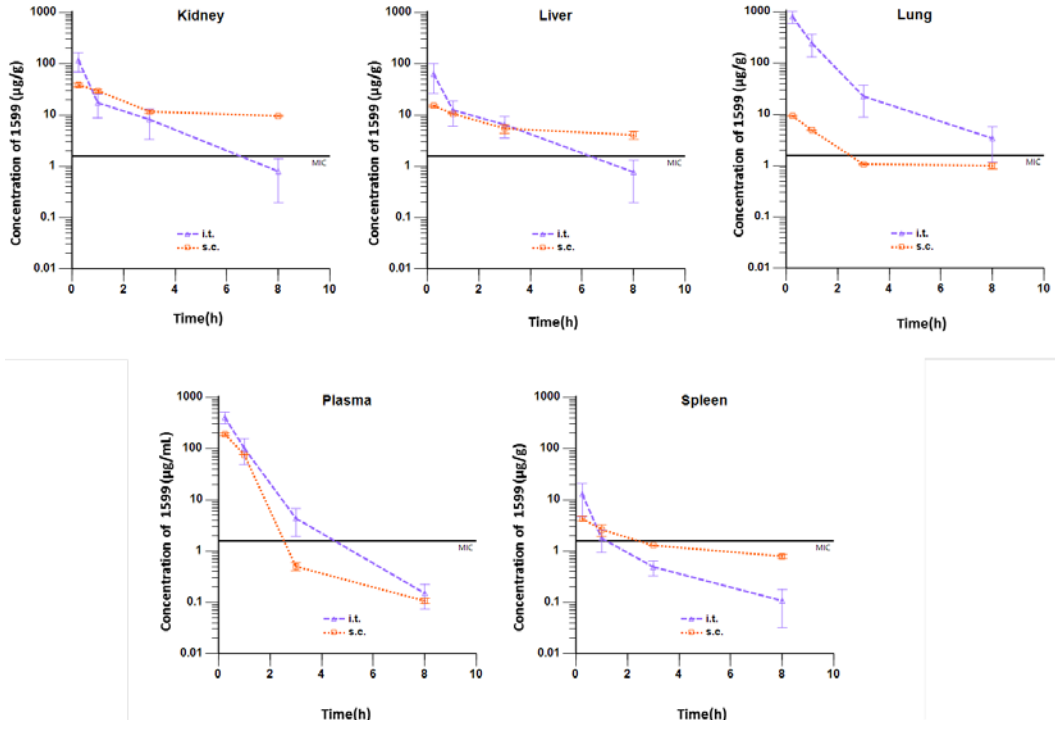 Kidney
Concentration of 1599 (µg/g)
1000
100
10
1
0.1
0.01
MIC
i.t.
s.c.
0 2 4 6 8 10
Time(h)
Liver
Concentration of 1599 (µg/g)
1000
100
10
1
0.1
0.01
MIC
i.t.
s.c.
0 2 4 6 8 10
Time(h)
Lung
Concentration of 1599 (µg/g)
1000
100
10
1
0.1
0.01
MIC
i.t.
s.c.
0 2 4 6 8 10
Time(h)
Plasma
Concentration of 1599 (µg/mL)
1000
100
10
1
0.1
0.01
MIC
i.t.
s.c.
0 2 4 6 8 10
Time(h)
Spleen
Concentration of 1599 (µg/g)
1000
100
10
1
0.1
0.01
MIC
i.t.
s.c.
0 2 4 6 8 10
Time(h)